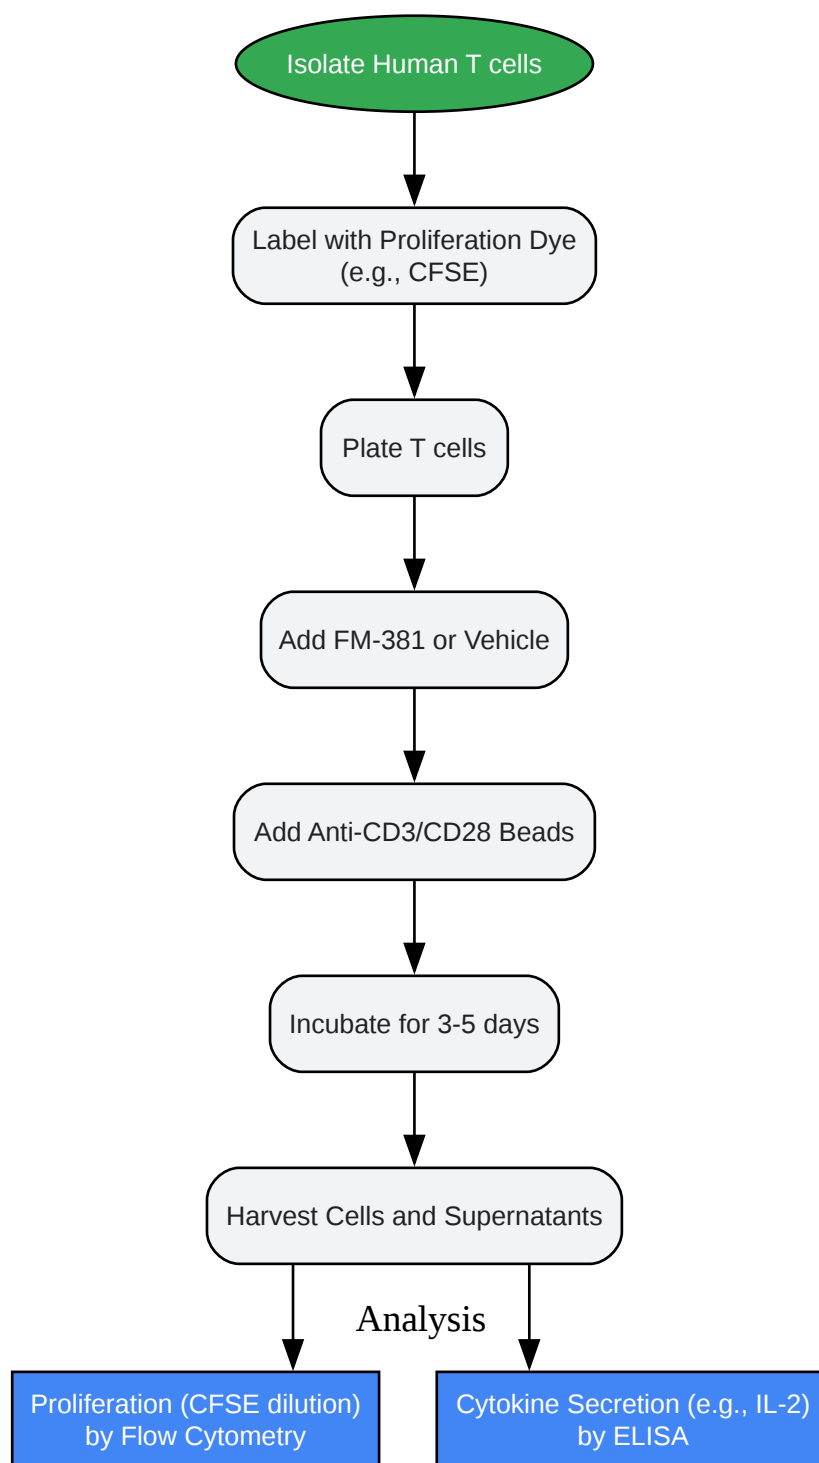 Isolate Human T cells
Label with Proliferation Dye
(e.g., CFSE)
Plate T cells
Add FM-381 or Vehicle
Add Anti-CD3/CD28 Beads
Incubate for 3-5 days
Harvest Cells and Supernatants
Analysis
Proliferation (CFSE dilution)
by Flow Cytometry
Cytokine Secretion (e.g., IL-2)
by ELISA